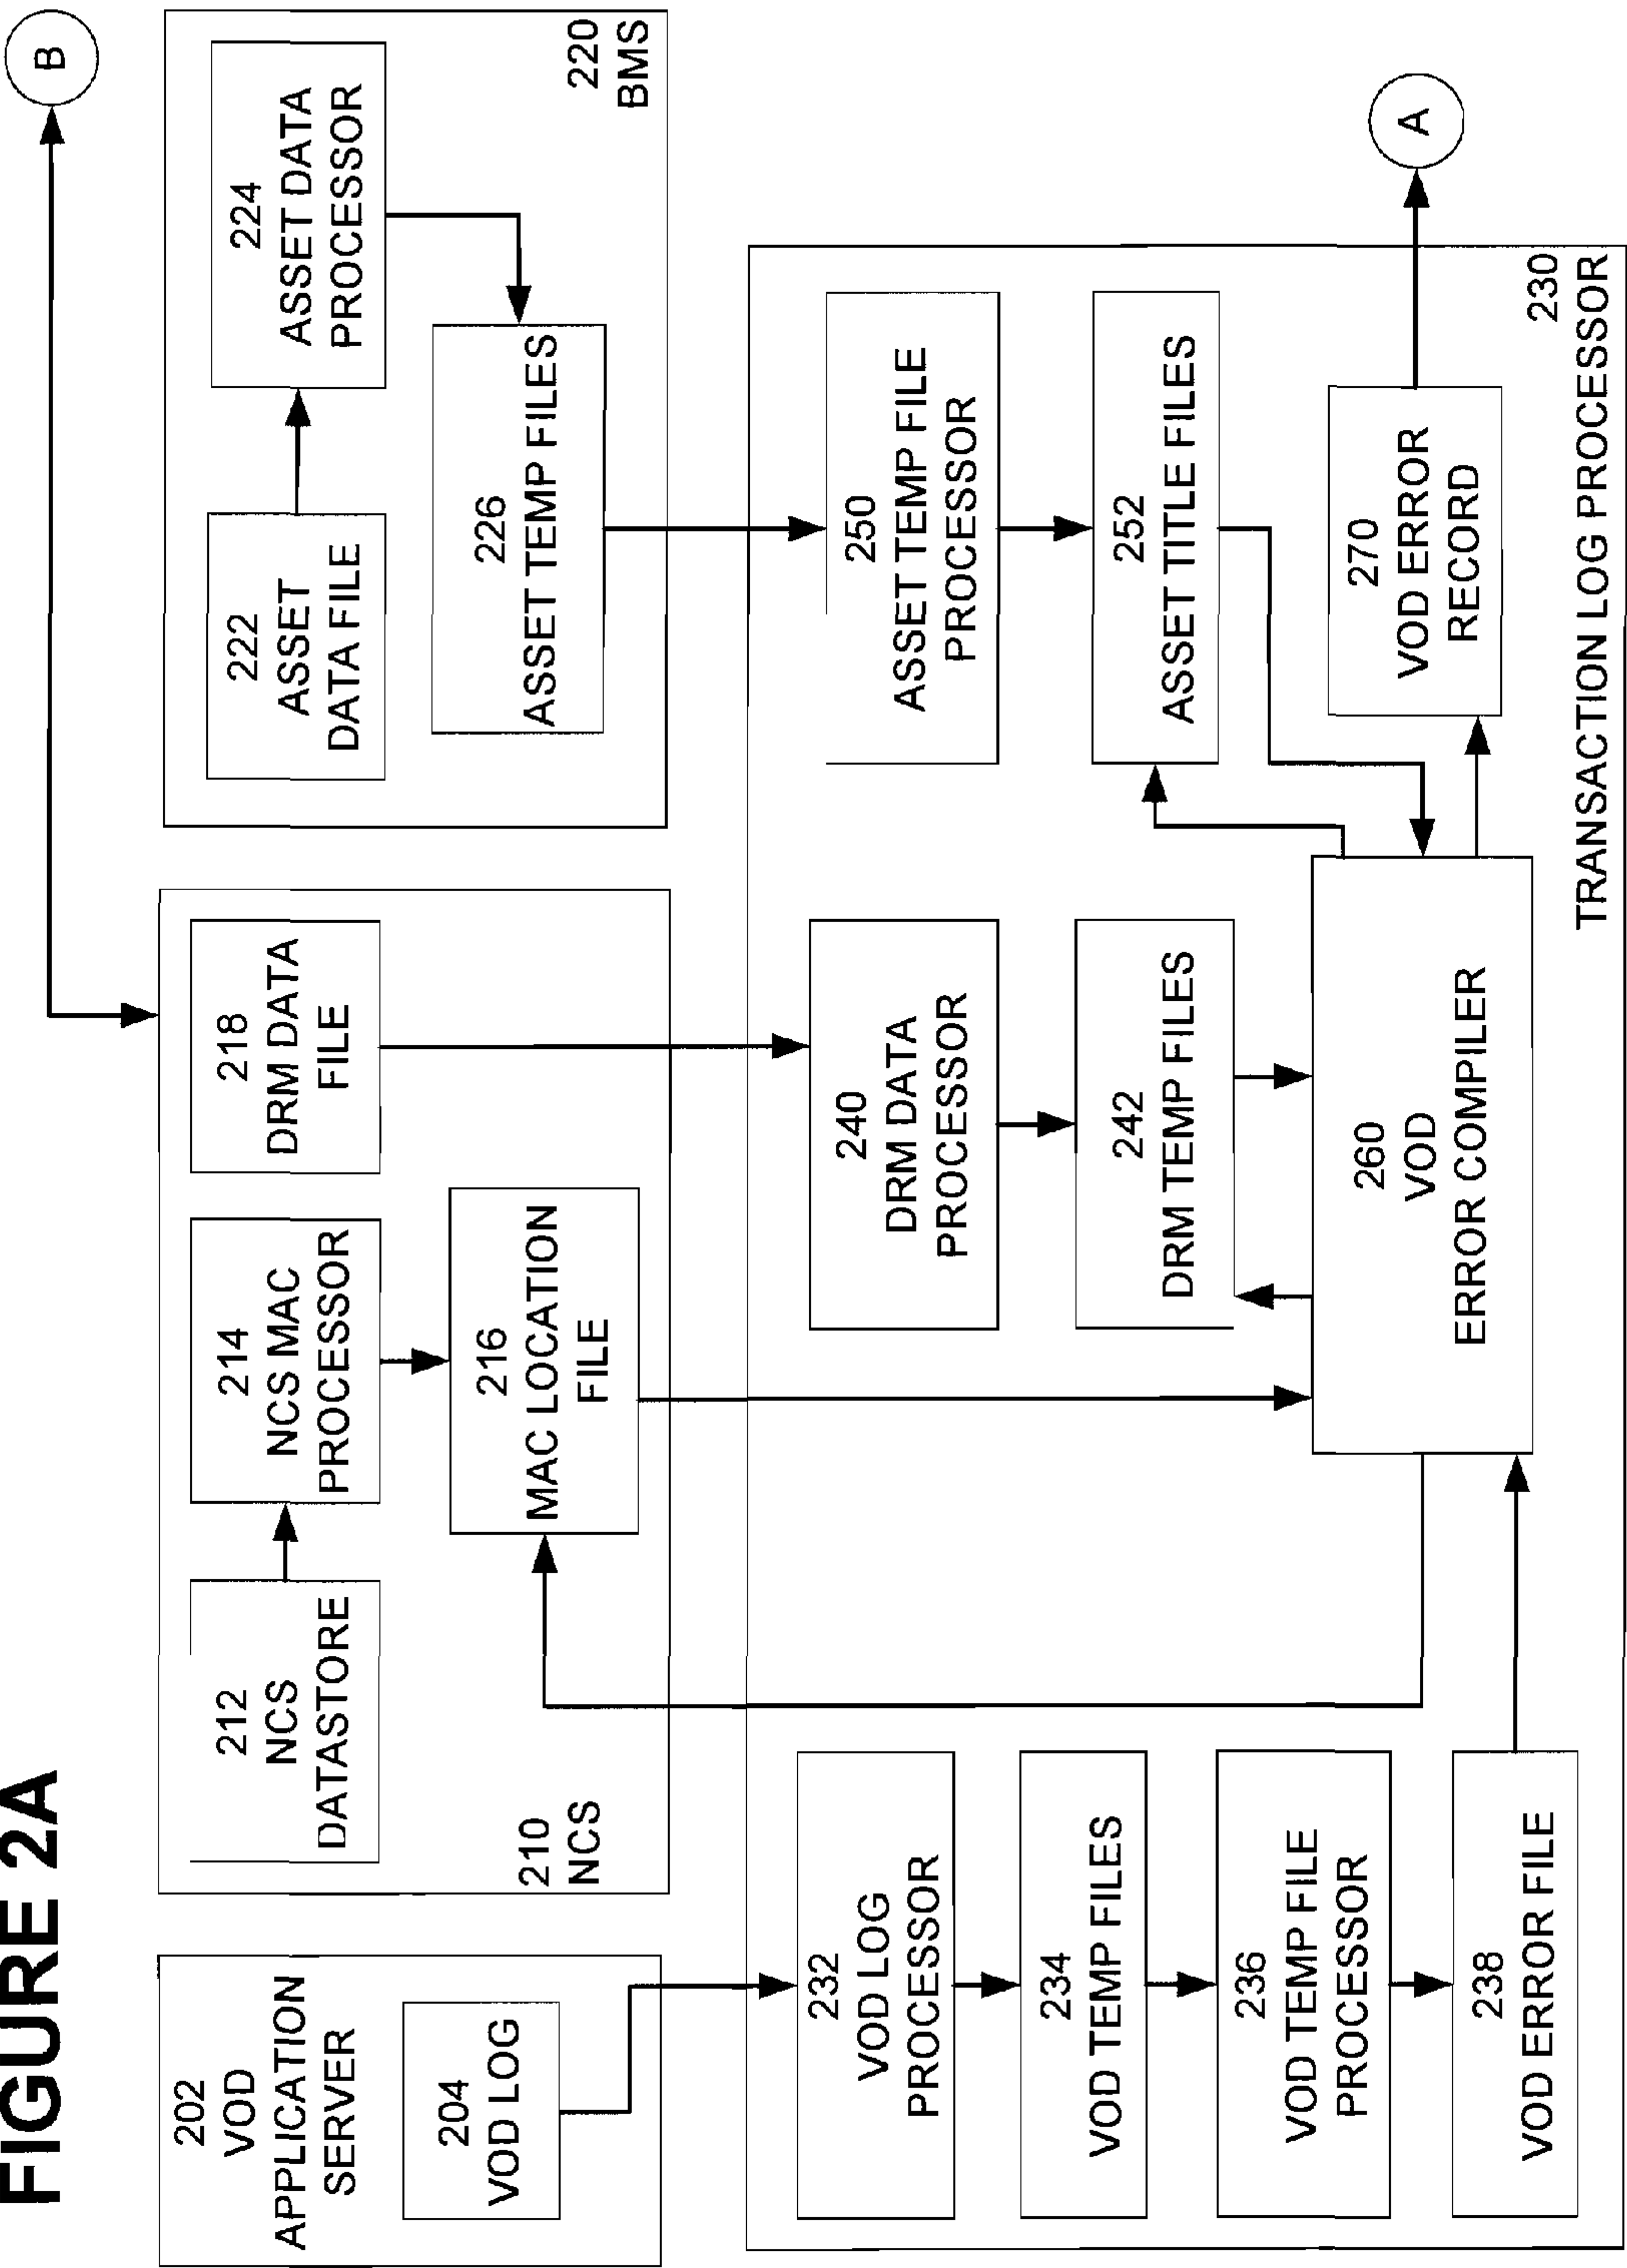 FIGURE 2A
B
202
VOD
APPLICATION
SERVER
204
VOD LOG
212
NCS
DATASTORE
214
NCS MAC
PROCESSOR
216
MAC LOCATION
FILE
218
DRM DATA
FILE
210
NCS
222
ASSET
DATA FILE
224
ASSET DATA
PROCESSOR
226
ASSET TEMP FILES
220
BMS
232
VOD LOG
PROCESSOR
234
VOD TEMP FILES
236
VOD TEMP FILE
PROCESSOR
238
VOD ERROR FILE
240
DRM DATA
PROCESSOR
242
DRM TEMP FILES
260
VOD
ERROR COMPILER
250
ASSET TEMP FILE
PROCESSOR
252
ASSET TITLE FILES
270
VOD ERROR
RECORD
A
230
TRANSACTION LOG PROCESSOR